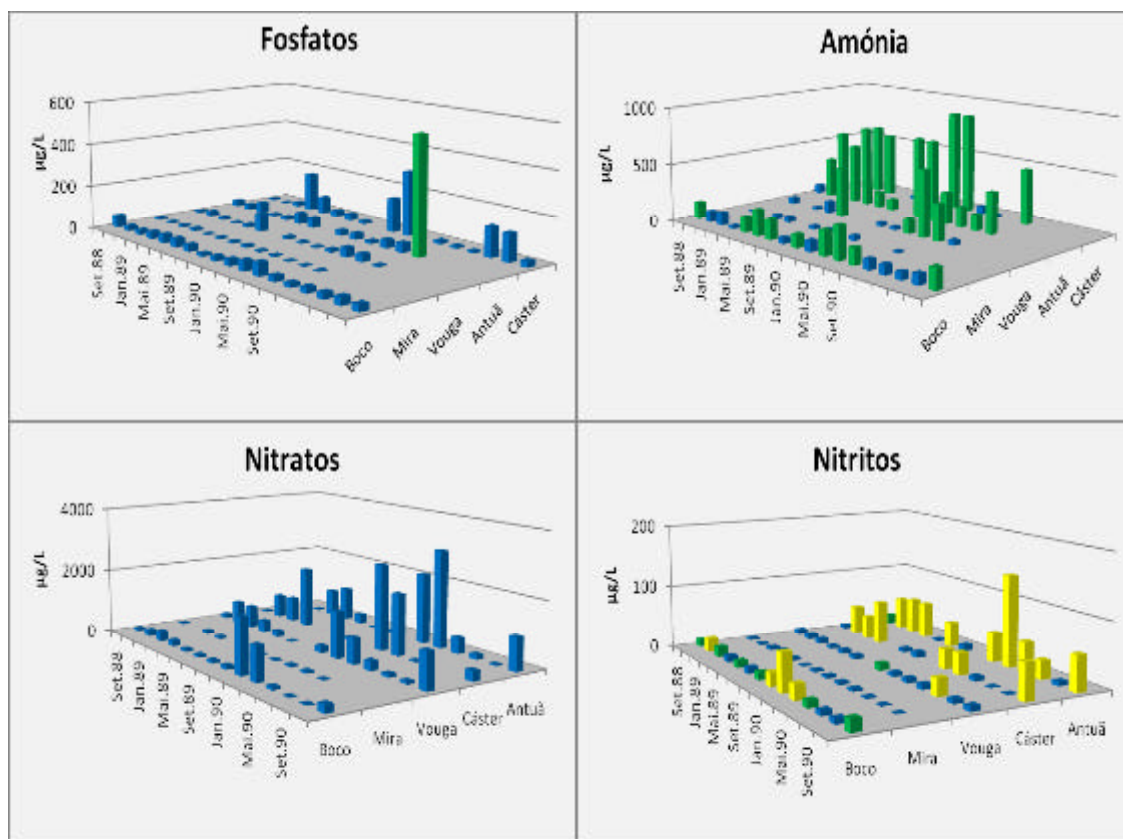 Fosfatos
600
400
200
0
µg/L
Set.88
Jan.89
Mai.89
Set.89
Jan.90
Mai.90
Set.90
Boco
Mira
Vouga
Antuã
Cáster
Amónia
1000
500
0
µg/L
Set.88
Jan.89
Mai.89
Set.89
Jan.90
Mai.90
Set.90
Boco
Mira
Vouga
Antuã
Cáster
Nitratos
4000
2000
0
µg/L
Set.88
Jan.89
Mai.89
Set.89
Jan.90
Mai.90
Set.90
Boco
Mira
Vouga
Cáster
Antuã
Nitritos
200
100
0
µg/L
Set.88
Jan.89
Mai.89
Set.89
Jan.90
Mai.90
Set.90
Boco
Mira
Vouga
Cáster
Antuã